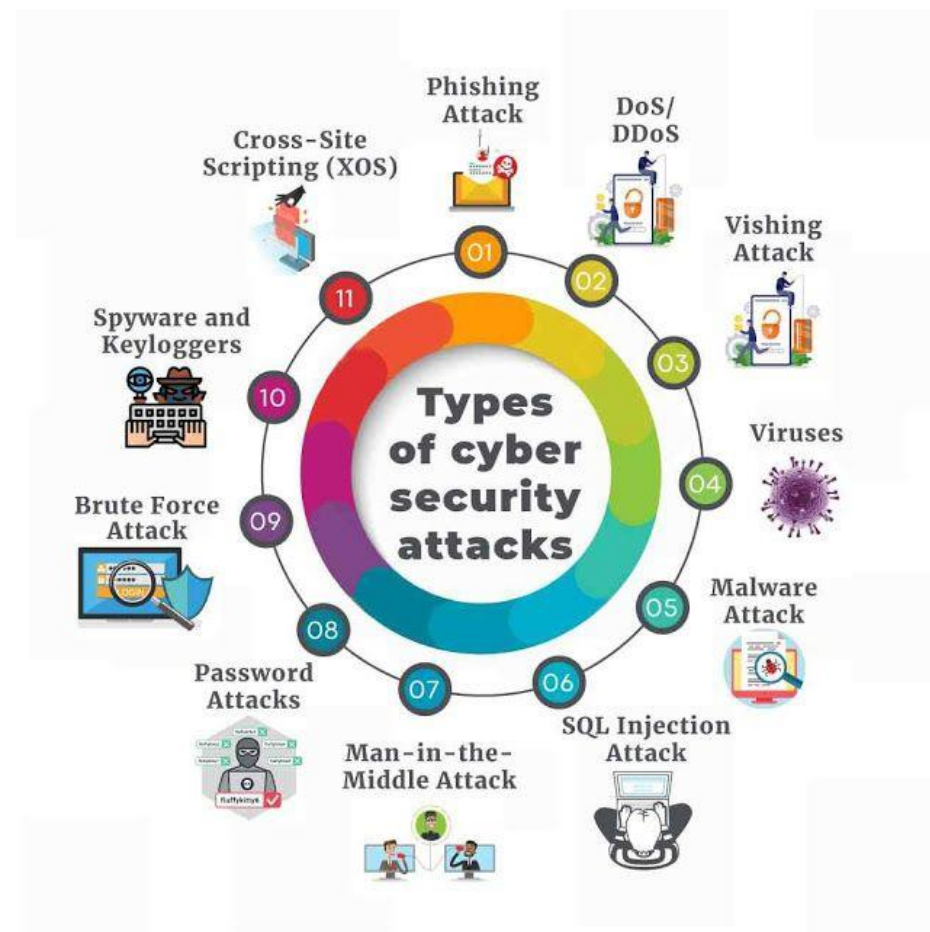 Types
of cyber
security
attacks
01
Phishing
Attack
02
DoS/
DDoS
03
Vishing
Attack
04
Viruses
05
Malware
Attack
06
SQL Injection
Attack
07
Man-in-the-
Middle Attack
08
Password
Attacks
fluffykitty6
09
Brute Force
Attack
LOGIN
10
Spyware and
Keyloggers
11
Cross-Site
Scripting (XOS)